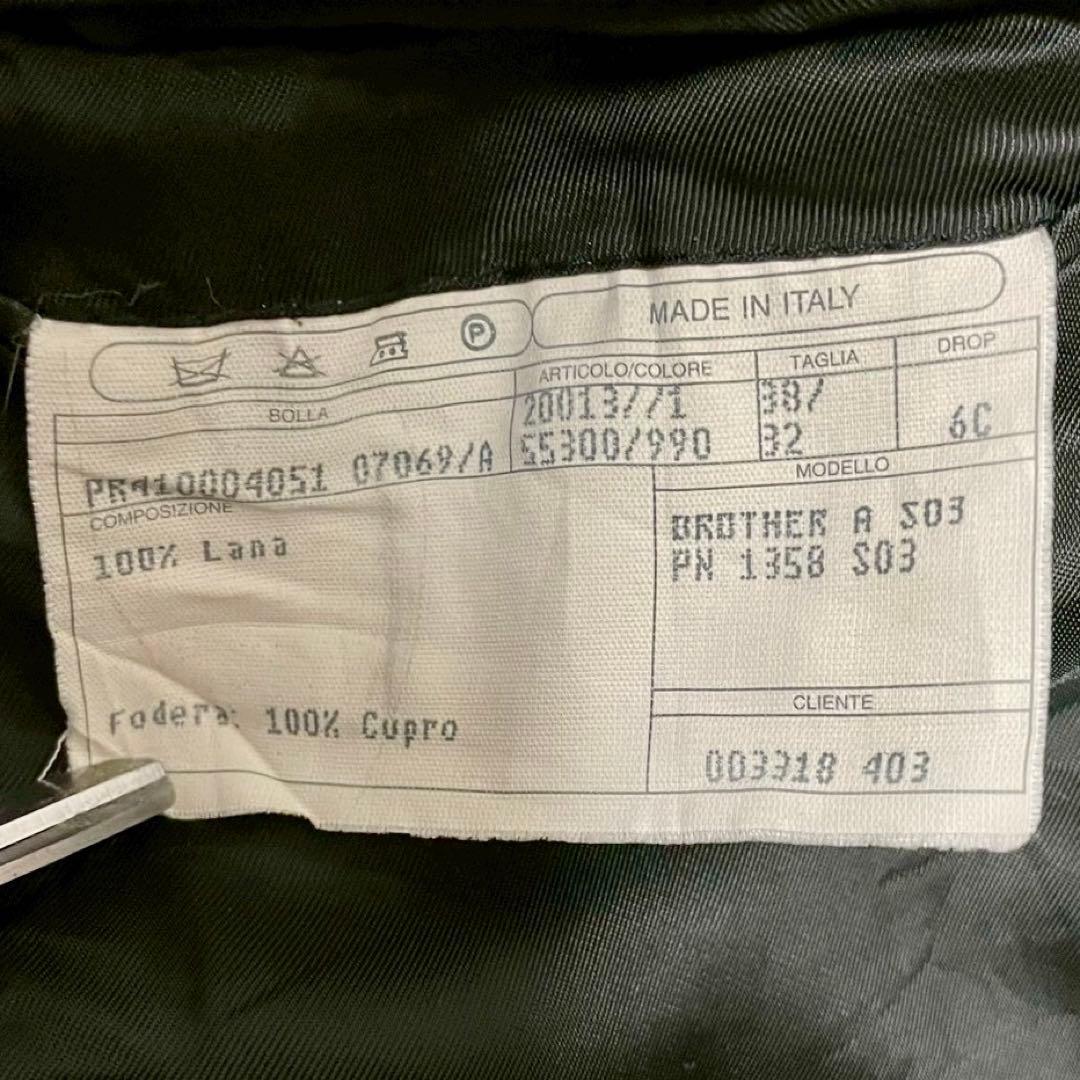 MADE IN ITALY
P
BOLLA
ARTICOLO/COLORE
TAGLIA
DROP
PR410004051 07069/A
20013//1
55300/990
38/
32
6C
COMPOSIZIONE
100% Lana
Fodera: 100% Cupro
MODELLO
BROTHER A S03
PN 1358 S03
CLIENTE
003318 403